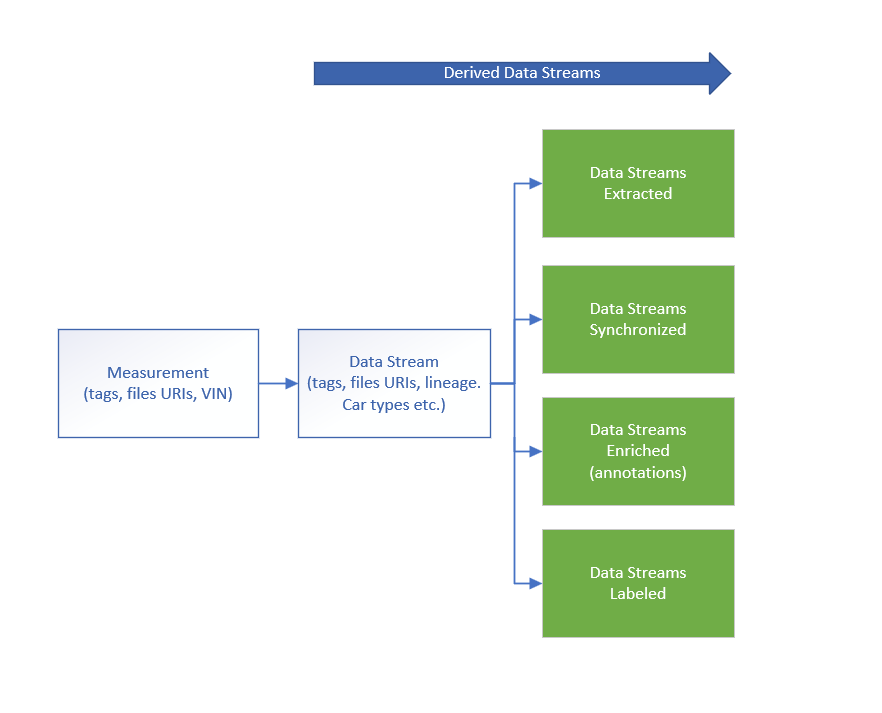 Derived Data Streams
Data Streams
Extracted
Data Streams
Synchronized
Measurement
(tags, files URIs, VIN)
Data Stream
(tags, files URIs, lineage.
Car types etc.)
Data Streams
Enriched
(annotations)
Data Streams
Labeled